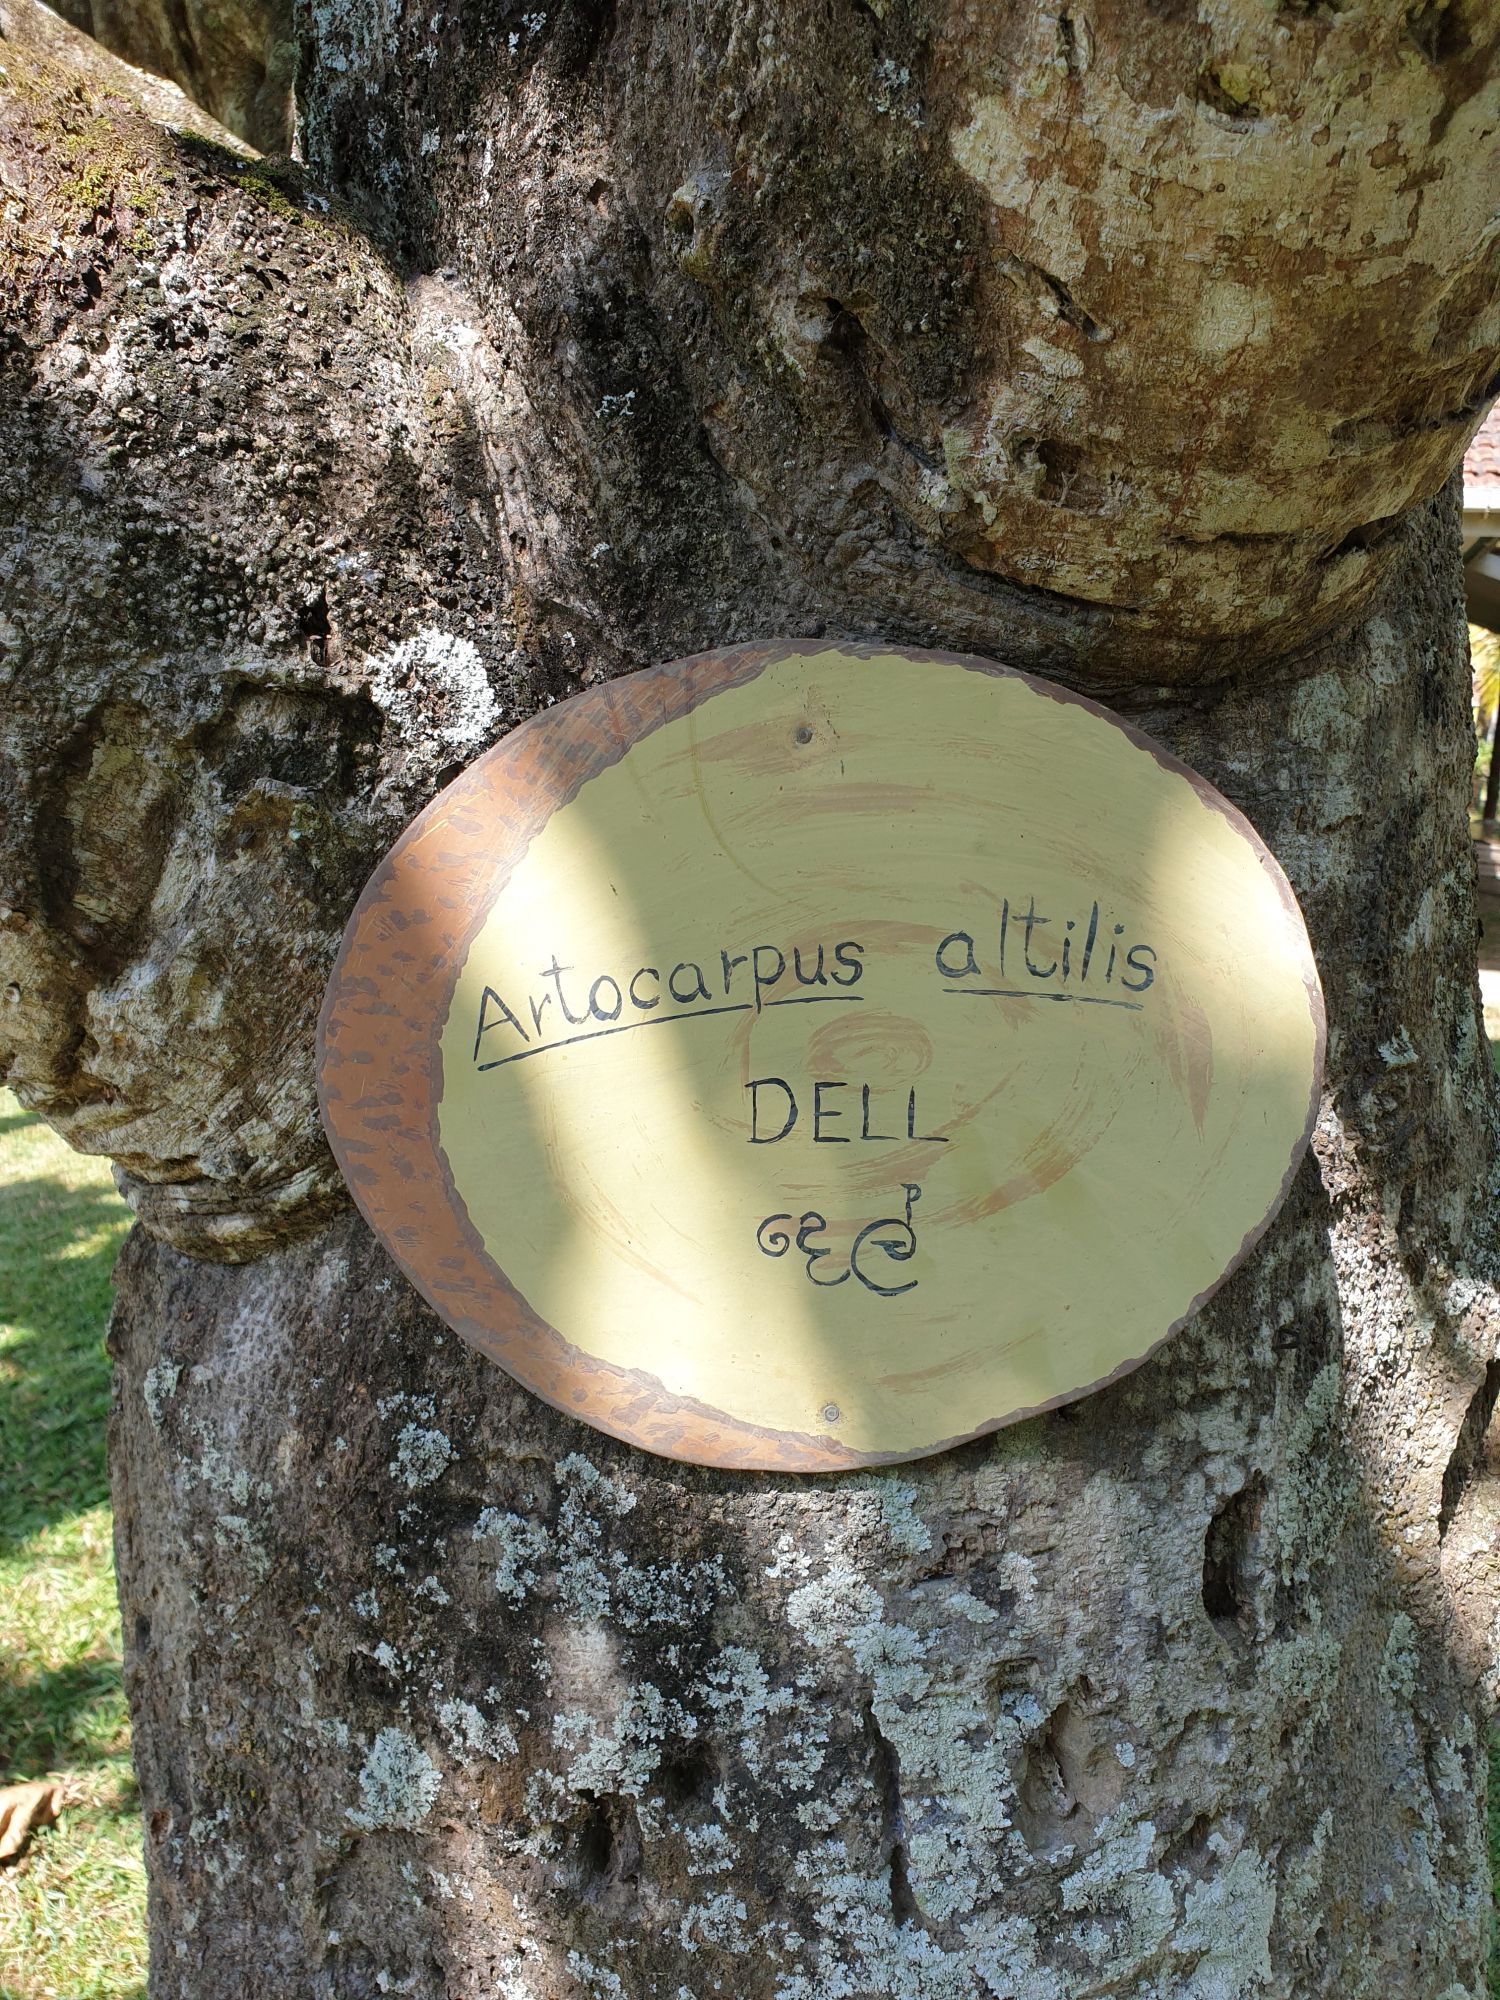 Artocarpus altilis
DELL
දෙල්